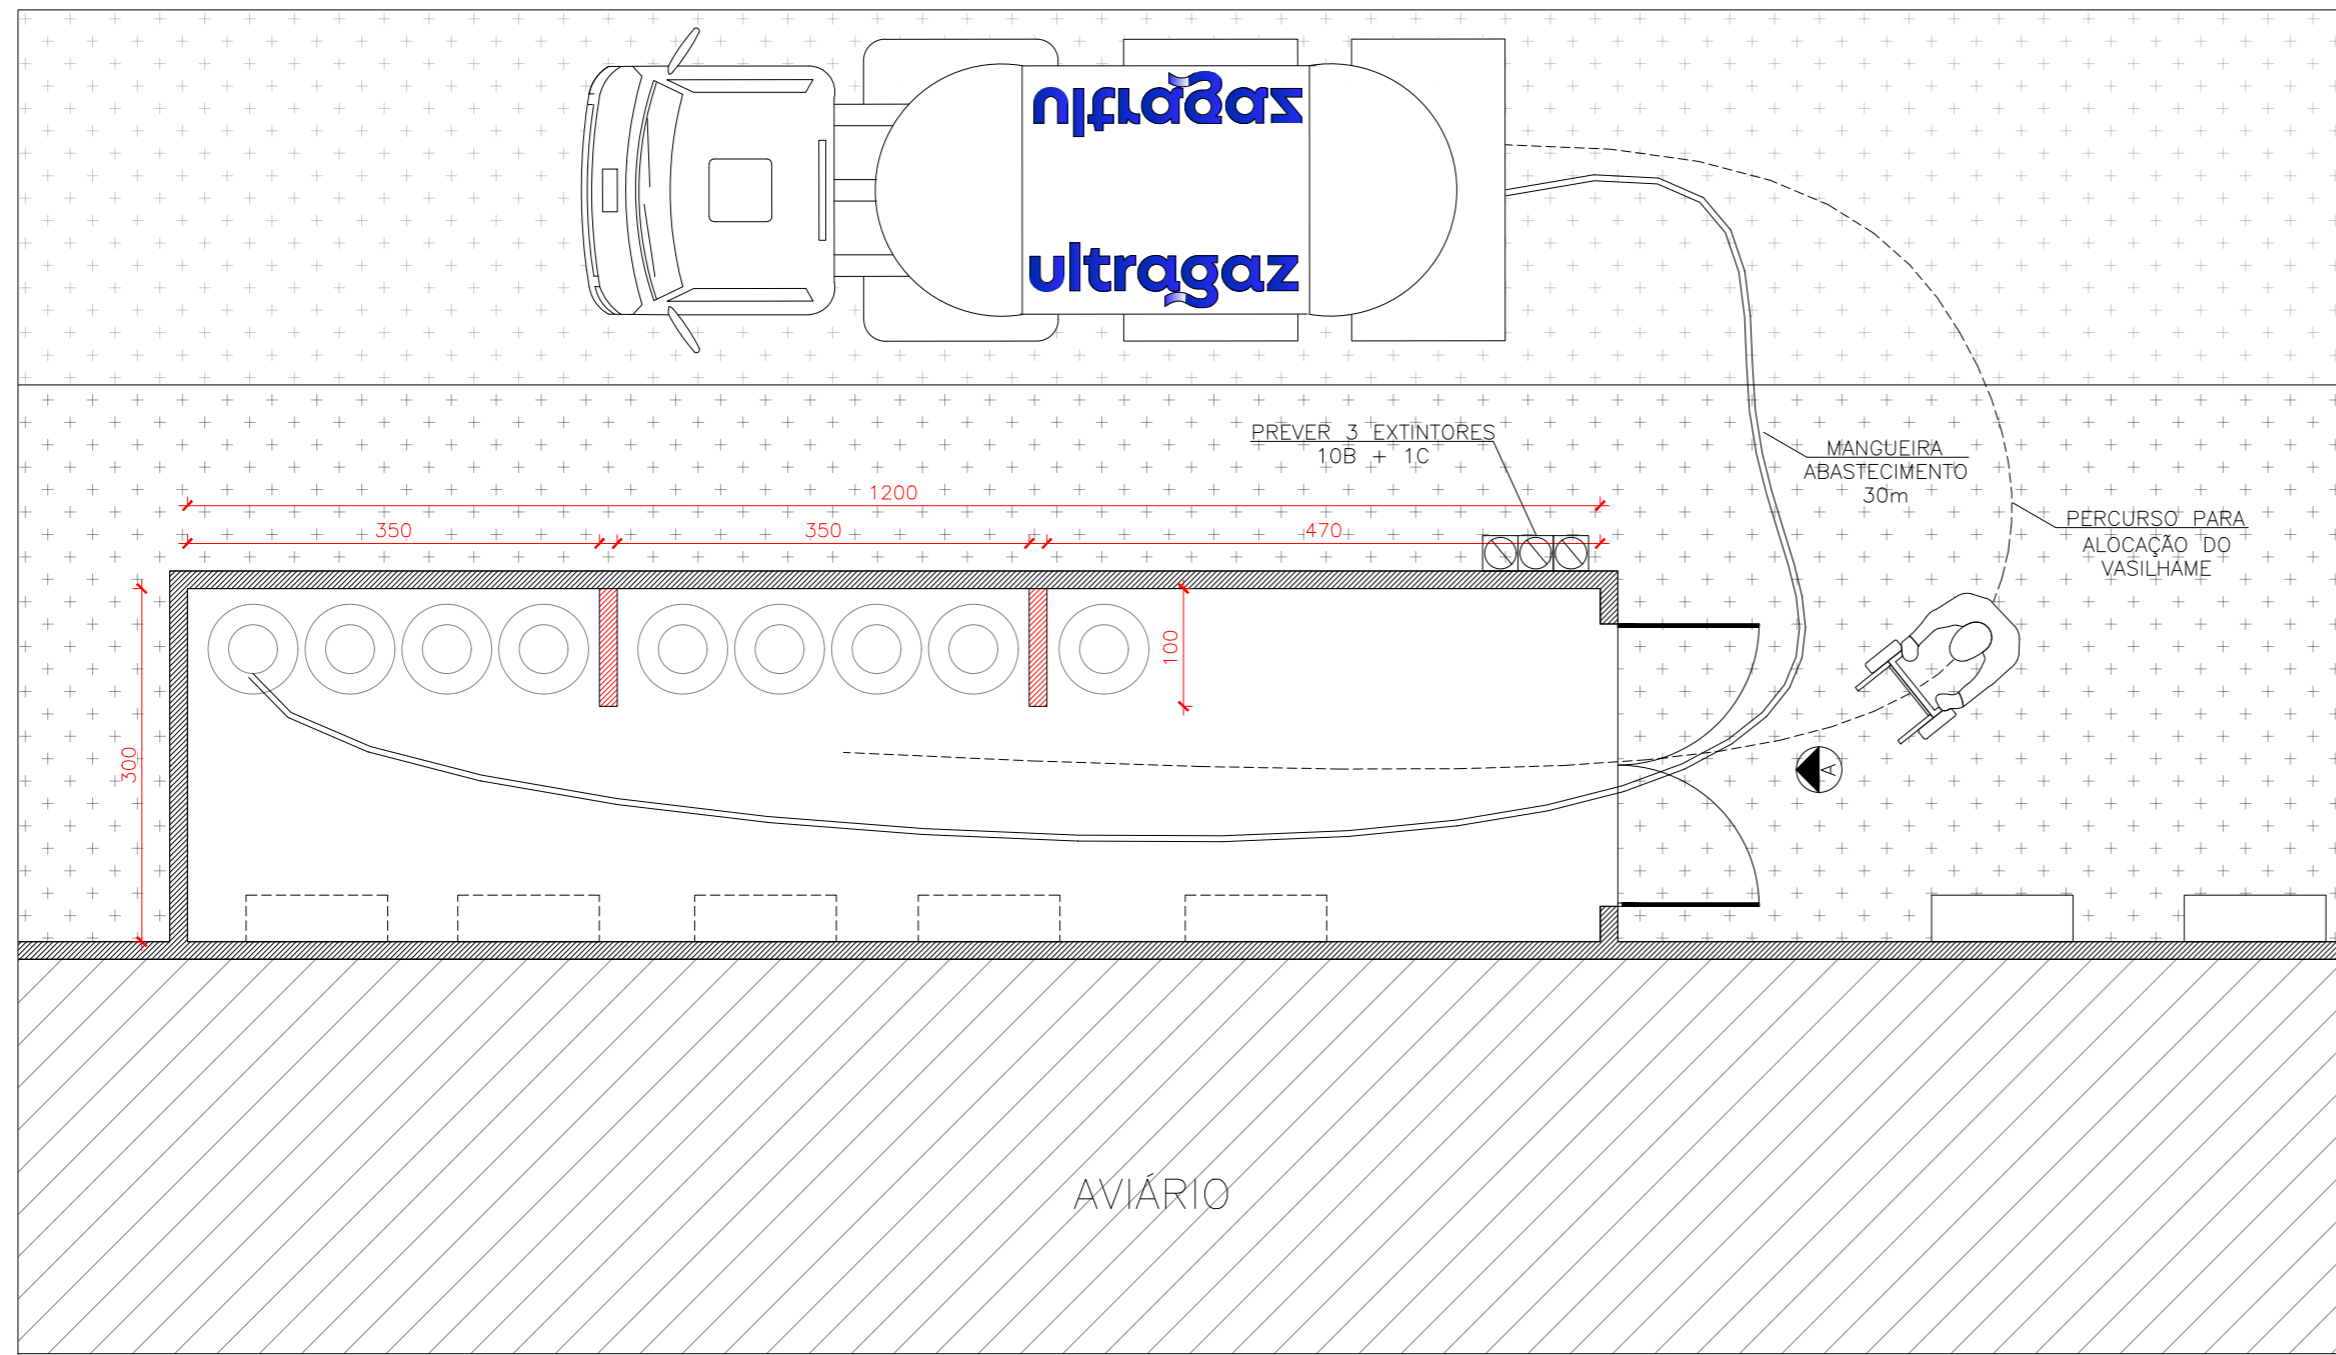 ultragaz
ultragaz
PREVER 3 EXTINTORES
10B + 1C
MANGUEIRA
ABASTECIMENTO
30m
1200
350
350
470
PERCURSO PARA
ALOCAÇÃO DO
VASILHAME
100
300
A
AVIÁRIO